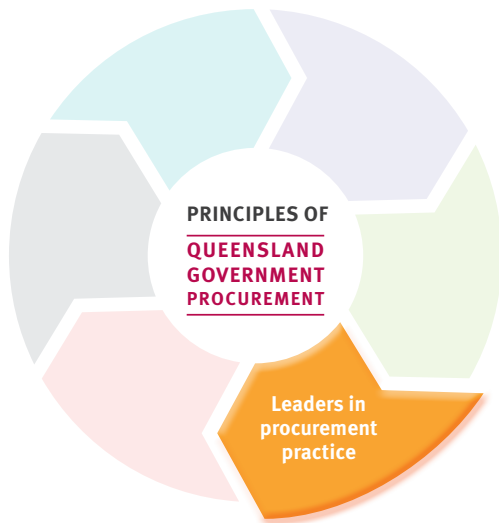 PRINCIPLES OF
QUEENSLAND
GOVERNMENT
PROCUREMENT
Leaders in
procurement
practice